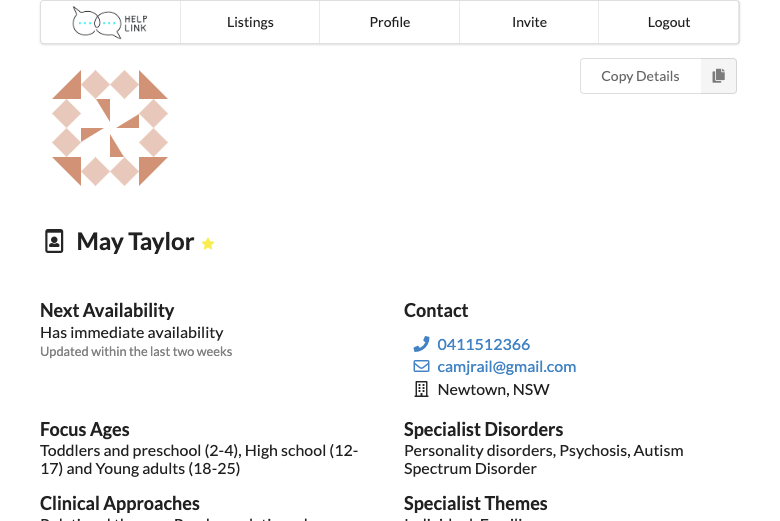 HELP
LINK
Listings
Profile
Invite
Logout
Copy Details
May Taylor
Next Availability
Has immediate availability
Updated within the last two weeks
Contact
0411512366
camjrail@gmail.com
Newtown, NSW
Focus Ages
Toddlers and preschool (2-4), High school (12-
17) and Young adults (18-25)
Specialist Disorders
Personality disorders, Psychosis, Autism
Spectrum Disorder
Clinical Approaches
Specialist Themes